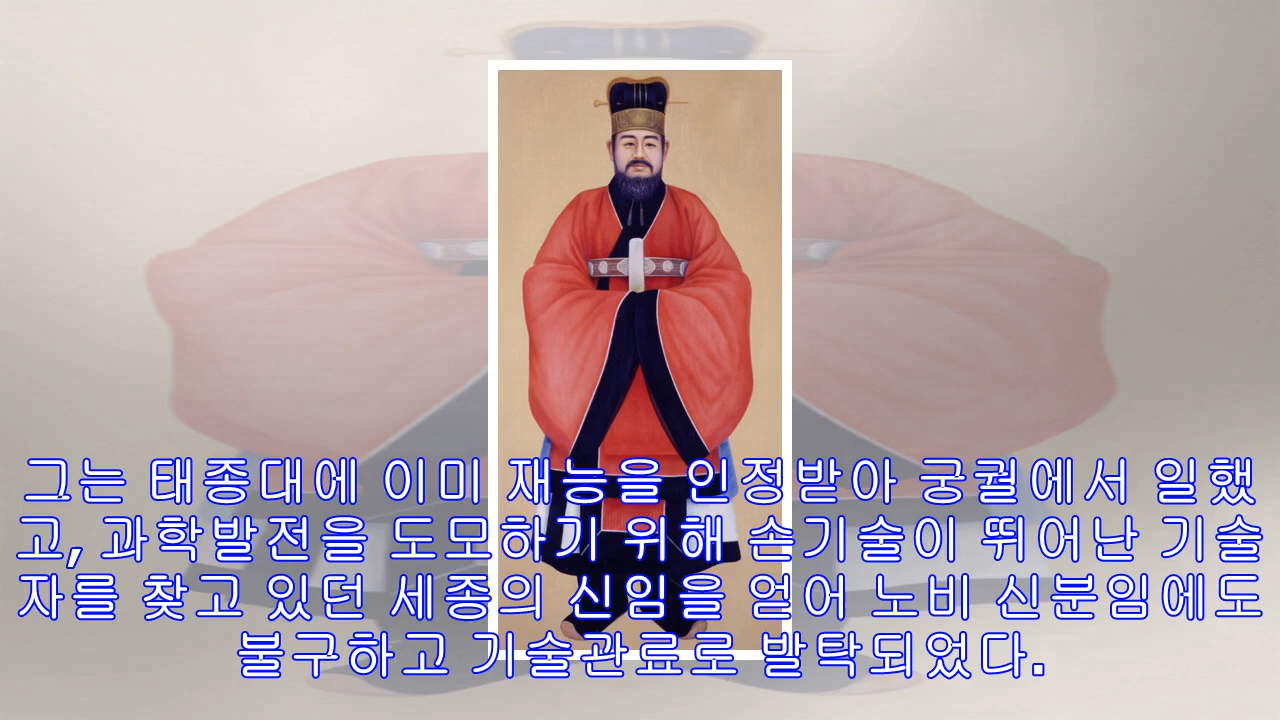 그는 태종대에 이미 재능을 인정받아 궁궐에서 일했
고, 과학발전을 도모하기 위해 손기술이 뛰어난 기술
자를 찾고 있던 세종의 신임을 얻어 노비 신분임에도
불구하고 기술관료로 발탁되었다.